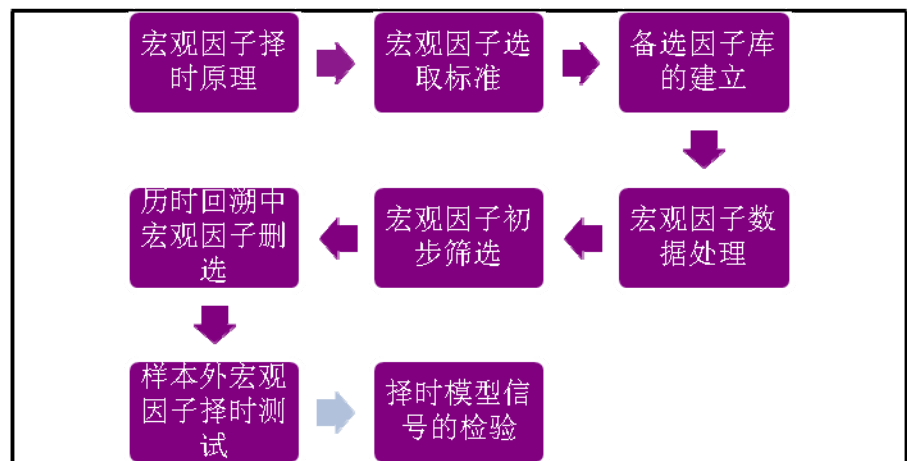 宏观因子择
时原理
宏观因子选
取标准
备选因子库
的建立
宏观因子数
据处理
宏观因子初
步筛选
历时回溯中
宏观因子删
选
样本外宏观
因子择时测
试
择时模型信
号的检验